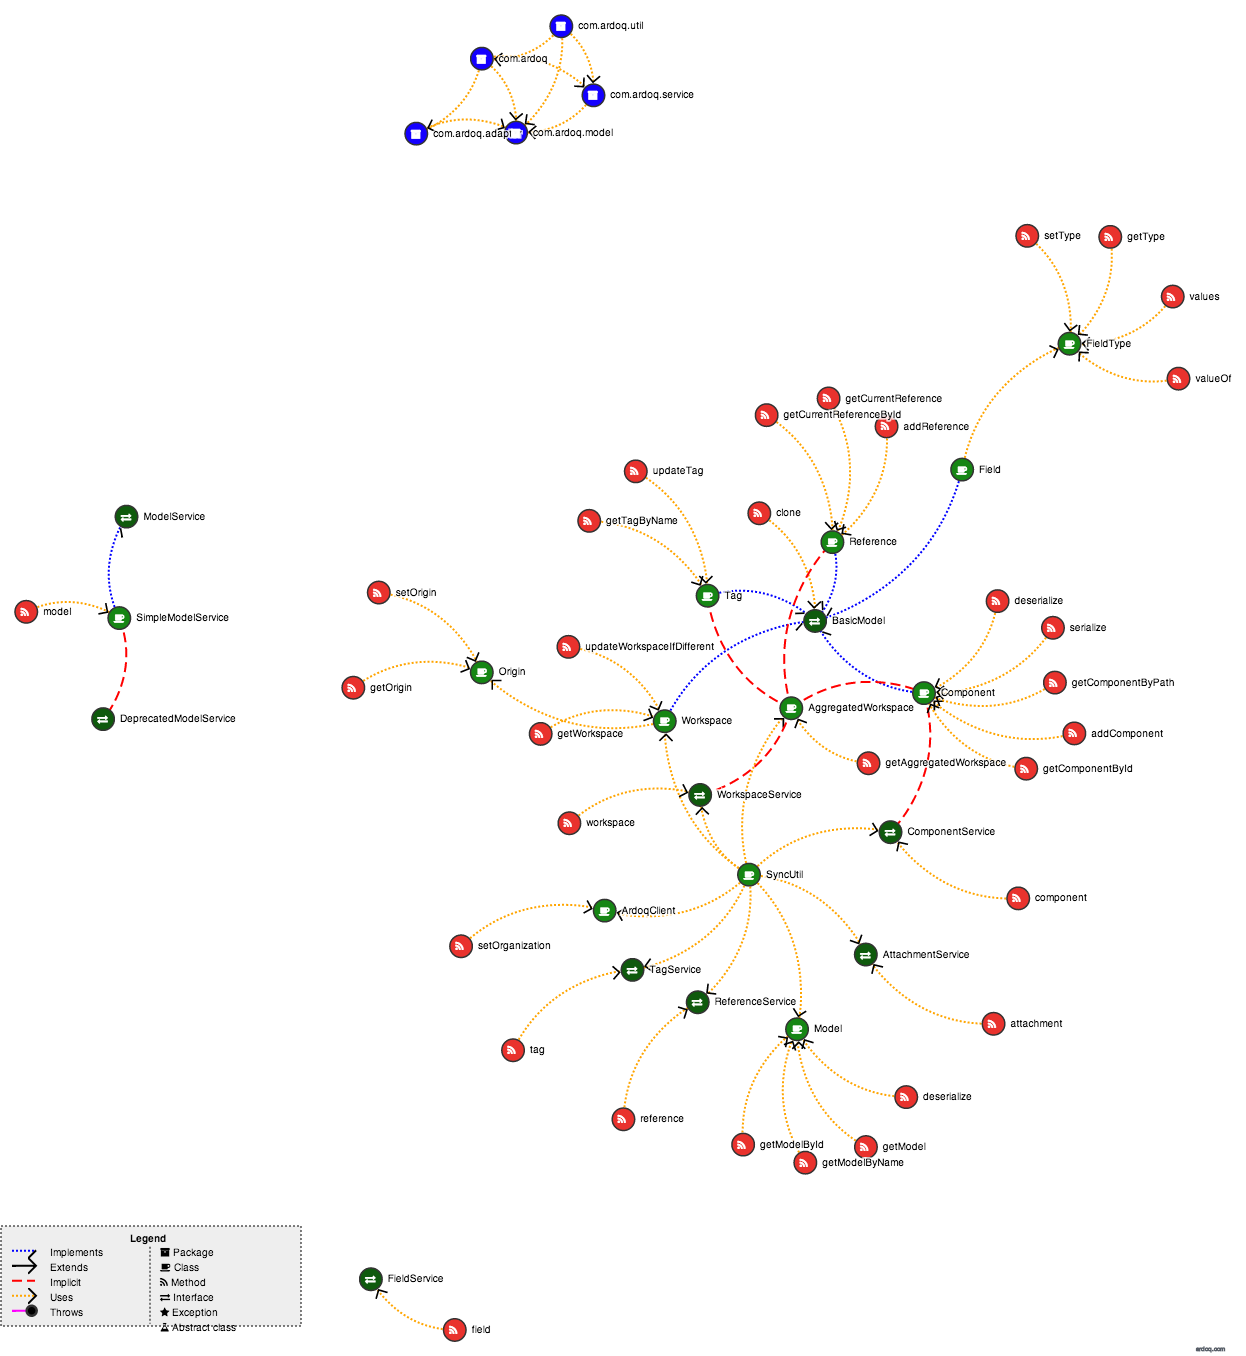 com.ardoq.util
com.ardoq
com.ardoq.service
com.ardoq.adapt
com.ardoq.model
setType
getType
values
FieldType
valueOf
getCurrentReference
getCurrentReferenceById
addReference
updateTag
Field
clone
ModelService
getTagByName
Reference
setOrigin
Tag
deserialize
model
SimpleModelService
BasicModel
serialize
updateWorkspaceIfDifferent
Origin
getComponentByPath
getOrigin
Component
AggregatedWorkspace
DeprecatedModelService
Workspace
getWorkspace
addComponent
getAggregatedWorkspace
getComponentById
WorkspaceService
workspace
ComponentService
SyncUtil
component
ArdoqClient
setOrganization
AttachmentService
TagService
ReferenceService
attachment
Model
tag
deserialize
reference
getModelById
getModel
getModelByName
Legend
Implements
Extends
Implicit
Uses
Throws
Package
Class
Method
Interface
Exception
Abstract class
FieldService
field
ardoq.com